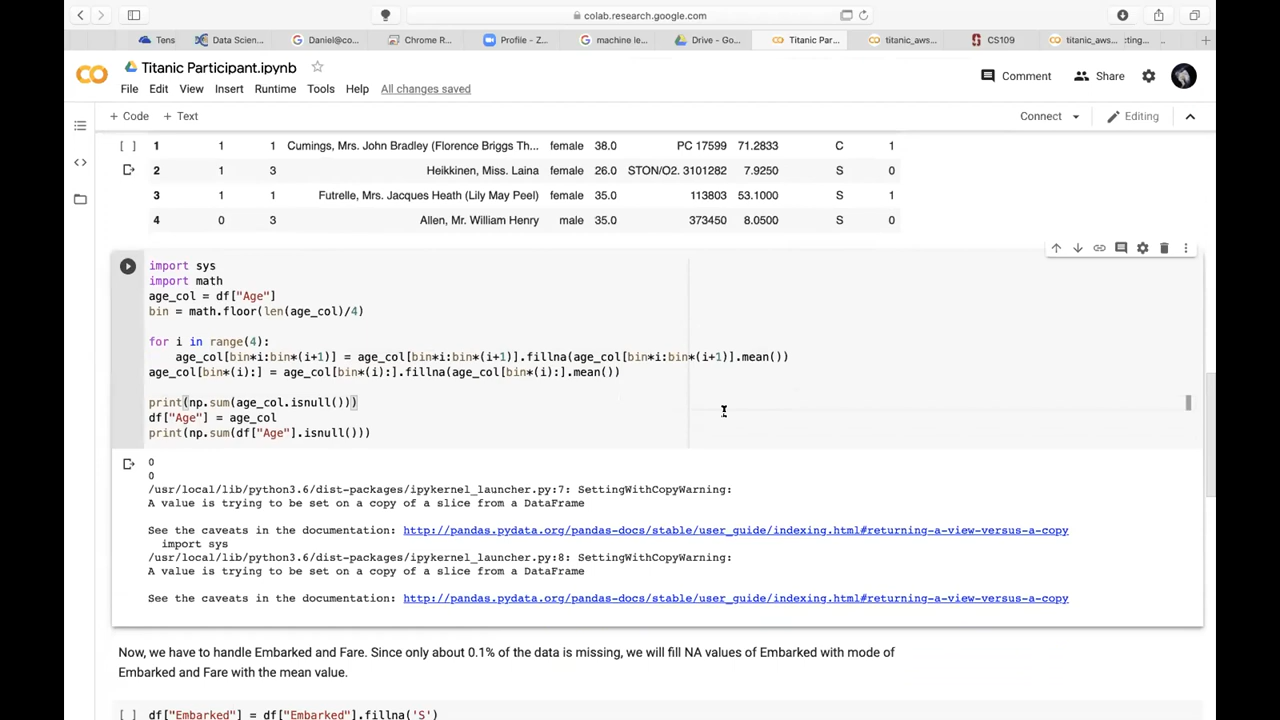 colab.research.google.com
Tens
Data Scien...
Daniel@co...
Chrome R...
Profile - Z...
machine le...
Drive - Go...
Titanic Par...
titanic_aws...
CS109
titanic_aws... :ting...
Titanic Participant.ipynb
Comment
Share
File Edit View Insert Runtime Tools Help All changes saved
+ Code + Text
Connect
Editing
[ ] 1 1 1 Cumings, Mrs. John Bradley (Florence Briggs Th... female 38.0 PC 17599 71.2833 C 1
2 1 3 Heikkinen, Miss. Laina female 26.0 STON/O2. 3101282 7.9250 S 0
3 1 1 Futrelle, Mrs. Jacques Heath (Lily May Peel) female 35.0 113803 53.1000 S 1
4 0 3 Allen, Mr. William Henry male 35.0 373450 8.0500 S 0
import sys
import math
age_col = df["Age"]
bin = math.floor(len(age_col)/4)
for i in range(4):
age_col[bin*i:bin*(i+1)] = age_col[bin*i:bin*(i+1)].fillna(age_col[bin*i:bin*(i+1)].mean())
age_col[bin*(i):] = age_col[bin*(i):].fillna(age_col[bin*(i):].mean())
print(np.sum(age_col.isnull()))
df["Age"] = age_col
print(np.sum(df["Age"].isnull()))
0
0
/usr/local/lib/python3.6/dist-packages/ipykernel_launcher.py:7: SettingWithCopyWarning:
A value is trying to be set on a copy of a slice from a DataFrame
See the caveats in the documentation: http://pandas.pydata.org/pandas-docs/stable/user_guide/indexing.html#returning-a-view-versus-a-copy
import sys
/usr/local/lib/python3.6/dist-packages/ipykernel_launcher.py:8: SettingWithCopyWarning:
A value is trying to be set on a copy of a slice from a DataFrame
See the caveats in the documentation: http://pandas.pydata.org/pandas-docs/stable/user_guide/indexing.html#returning-a-view-versus-a-copy
Now, we have to handle Embarked and Fare. Since only about 0.1% of the data is missing, we will fill NA values of Embarked with mode of
Embarked and Fare with the mean value.
[ ] df["Embarked"] = df["Embarked"].fillna('S')